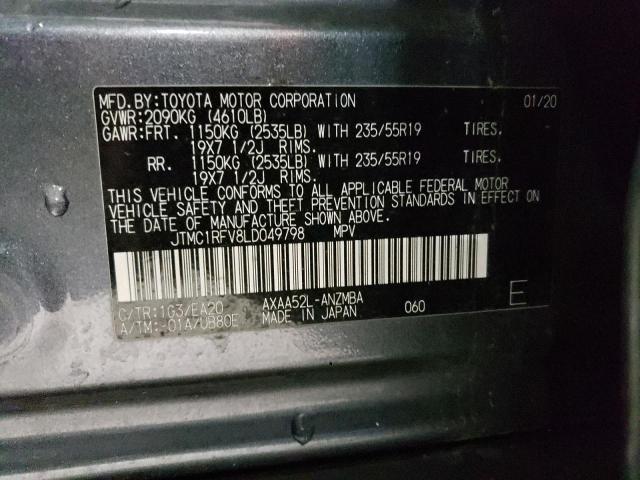 MFD.BY:TOYOTA MOTOR CORPORATION 01/20
GVWR:2090KG (4610LB)
GAWR:FRT. 1150KG (2535LB) WITH 235/55R19 TIRES.
19X7 1/2J RIMS.
RR. 1150KG (2535LB) WITH 235/55R19 TIRES.
19X7 1/2J RIMS.
THIS VEHICLE CONFORMS TO ALL APPLICABLE FEDERAL MOTOR
VEHICLE SAFETY AND THEFT PREVENTION STANDARDS IN EFFECT ON
THE DATE OF MANUFACTURE SHOWN ABOVE.
JTMC1RFV8LD049798 MPV
C/TR:1G3/EA20 AXAA52L-ANZMBA
A/TM:-01A/UB80E MADE IN JAPAN 060 E